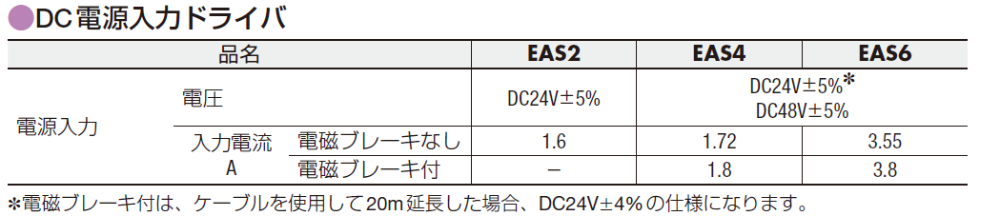 ●DC電源入力ドライバ
品名 EAS2 EAS4 EAS6
電源入力 電圧 DC24V±5% DC24V±5%✽
DC48V±5%
入力電流 電磁ブレーキなし 1.6 1.72 3.55
A 電磁ブレーキ付 − 1.8 3.8
✽電磁ブレーキ付は、ケーブルを使用して20m延長した場合、DC24V±4%の仕様になります。